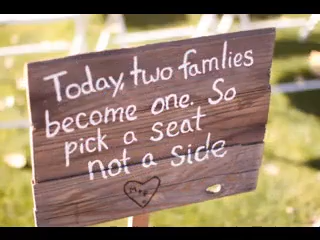 Today, two famlies
become one. So
pick a seat
not a side